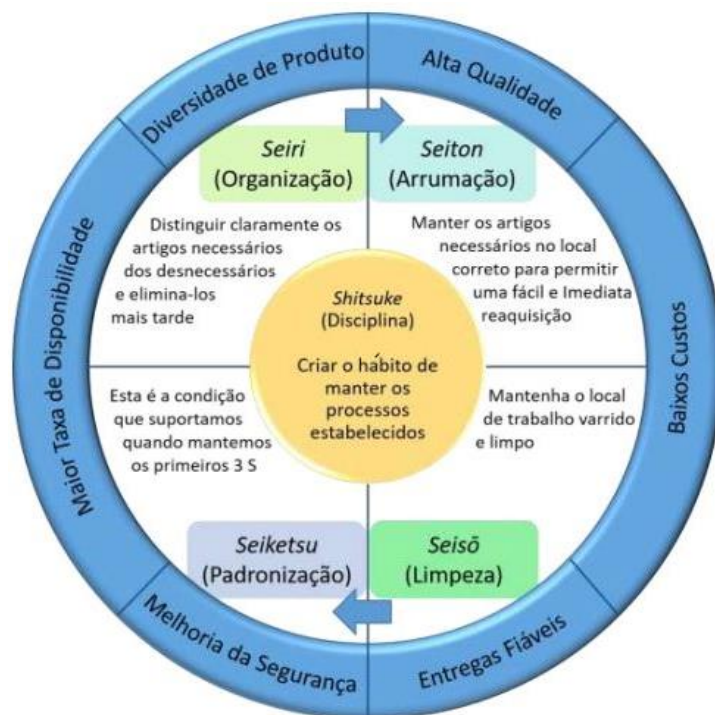 Diversidade de Produto
Alta Qualidade
Baixos Custos
Entregas Fiáveis
Melhoria da Segurança
Maior Taxa de Disponibilidade
Seiri
(Organização)
Distinguir claramente os
artigos necessários
dos desnecessários
e elimina-los
mais tarde
Seiton
(Arrumação)
Manter os artigos
necessários no local
correto para permitir
uma fácil e Imediata
reaquisição
Shitsuke
(Disciplina)
Criar o hábito de
manter os
processos
estabelecidos
Esta é a condição
que suportamos
quando mantemos
os primeiros 3 S
Mantenha o local
de trabalho varrido
e limpo
Seiketsu
(Padronização)
Seisō
(Limpeza)